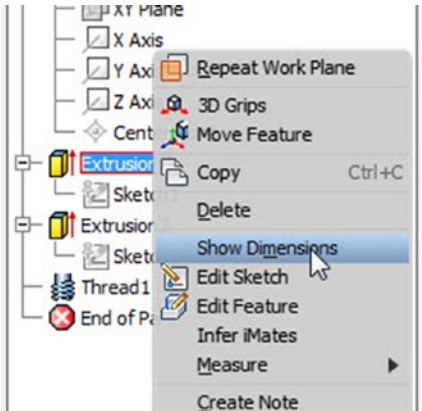 XY Plane
X Axis
Y Axi
Z Axi
Cent
Repeat Work Plane
3D Grips
Move Feature
Copy Ctrl+C
Delete
Show Dimensions
Edit Sketch
Edit Feature
Infer iMates
Measure
Create Note
Extrusion
Sketch1
Extrusion
Sketc
Thread1
End of Pa